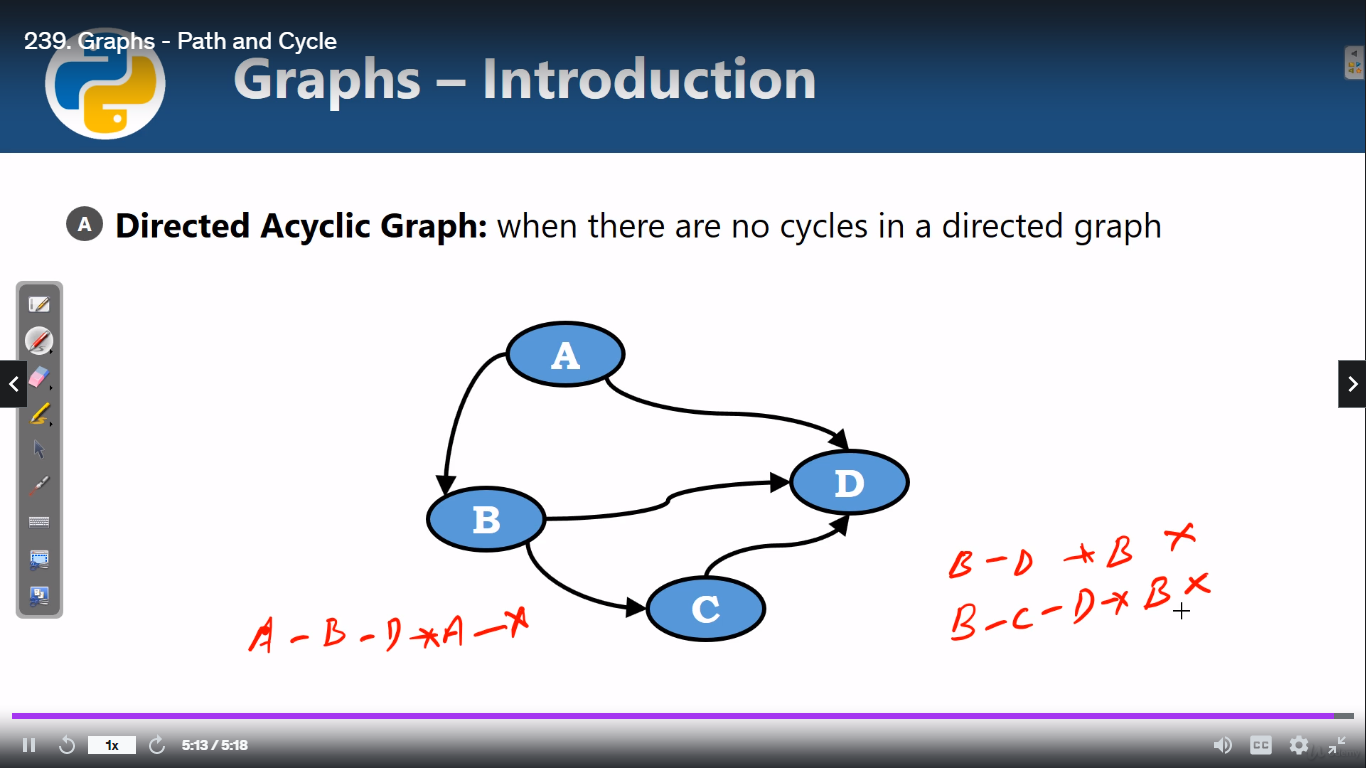 239. Graphs - Path and Cycle
Graphs – Introduction
A Directed Acyclic Graph: when there are no cycles in a directed graph
A
D
B
C
B - D → B ×
B - C - D → B ×
A - B - D → A - ×
1x
5:13 / 5:18
CC